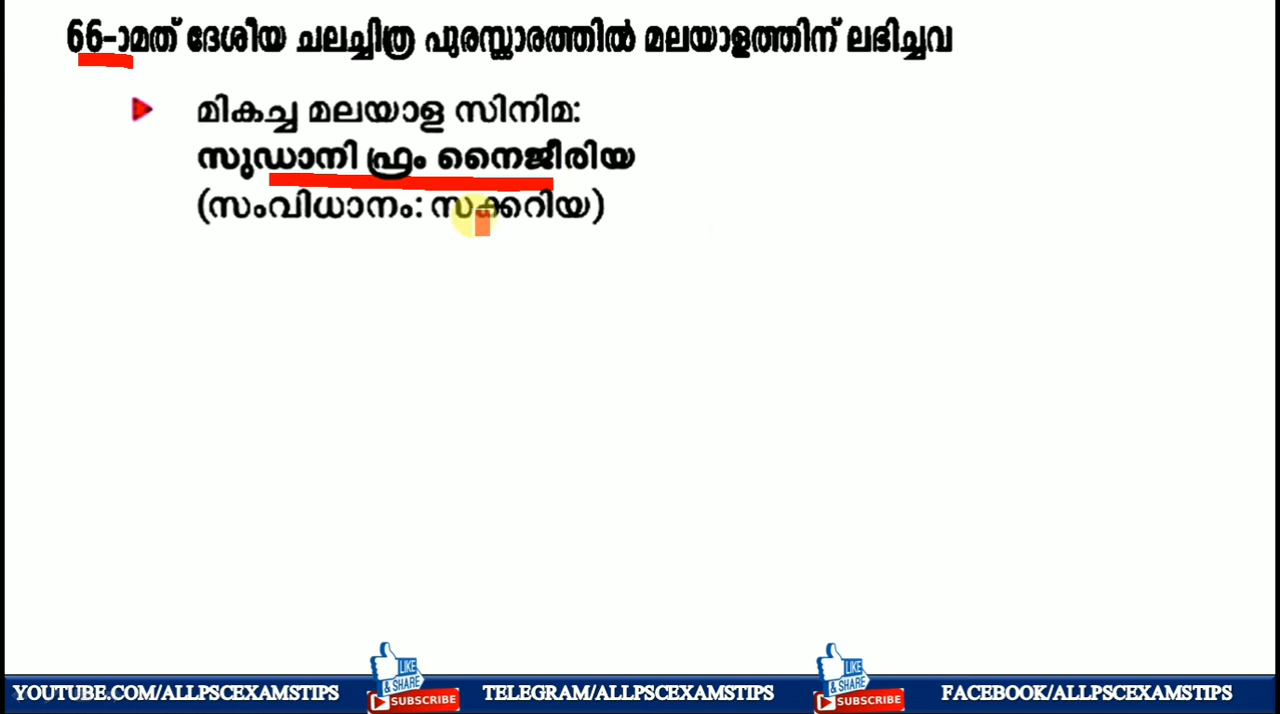 66-ാമത് ദേശീയ ചലച്ചിത്ര പുരസ്കാരത്തിൽ മലയാളത്തിന് ലഭിച്ചവ
മികച്ച മലയാള സിനിമ:
സുഡാനി ഫ്രം നൈജീരിയ
(സംവിധാനം: സക്കറിയ)
LIKE & SHARE
LIKE & SHARE
YOUTUBE.COM/ALLPSCEXAMSTIPS SUBSCRIBE TELEGRAM/ALLPSCEXAMSTIPS SUBSCRIBE FACEBOOK/ALLPSCEXAMSTIPS